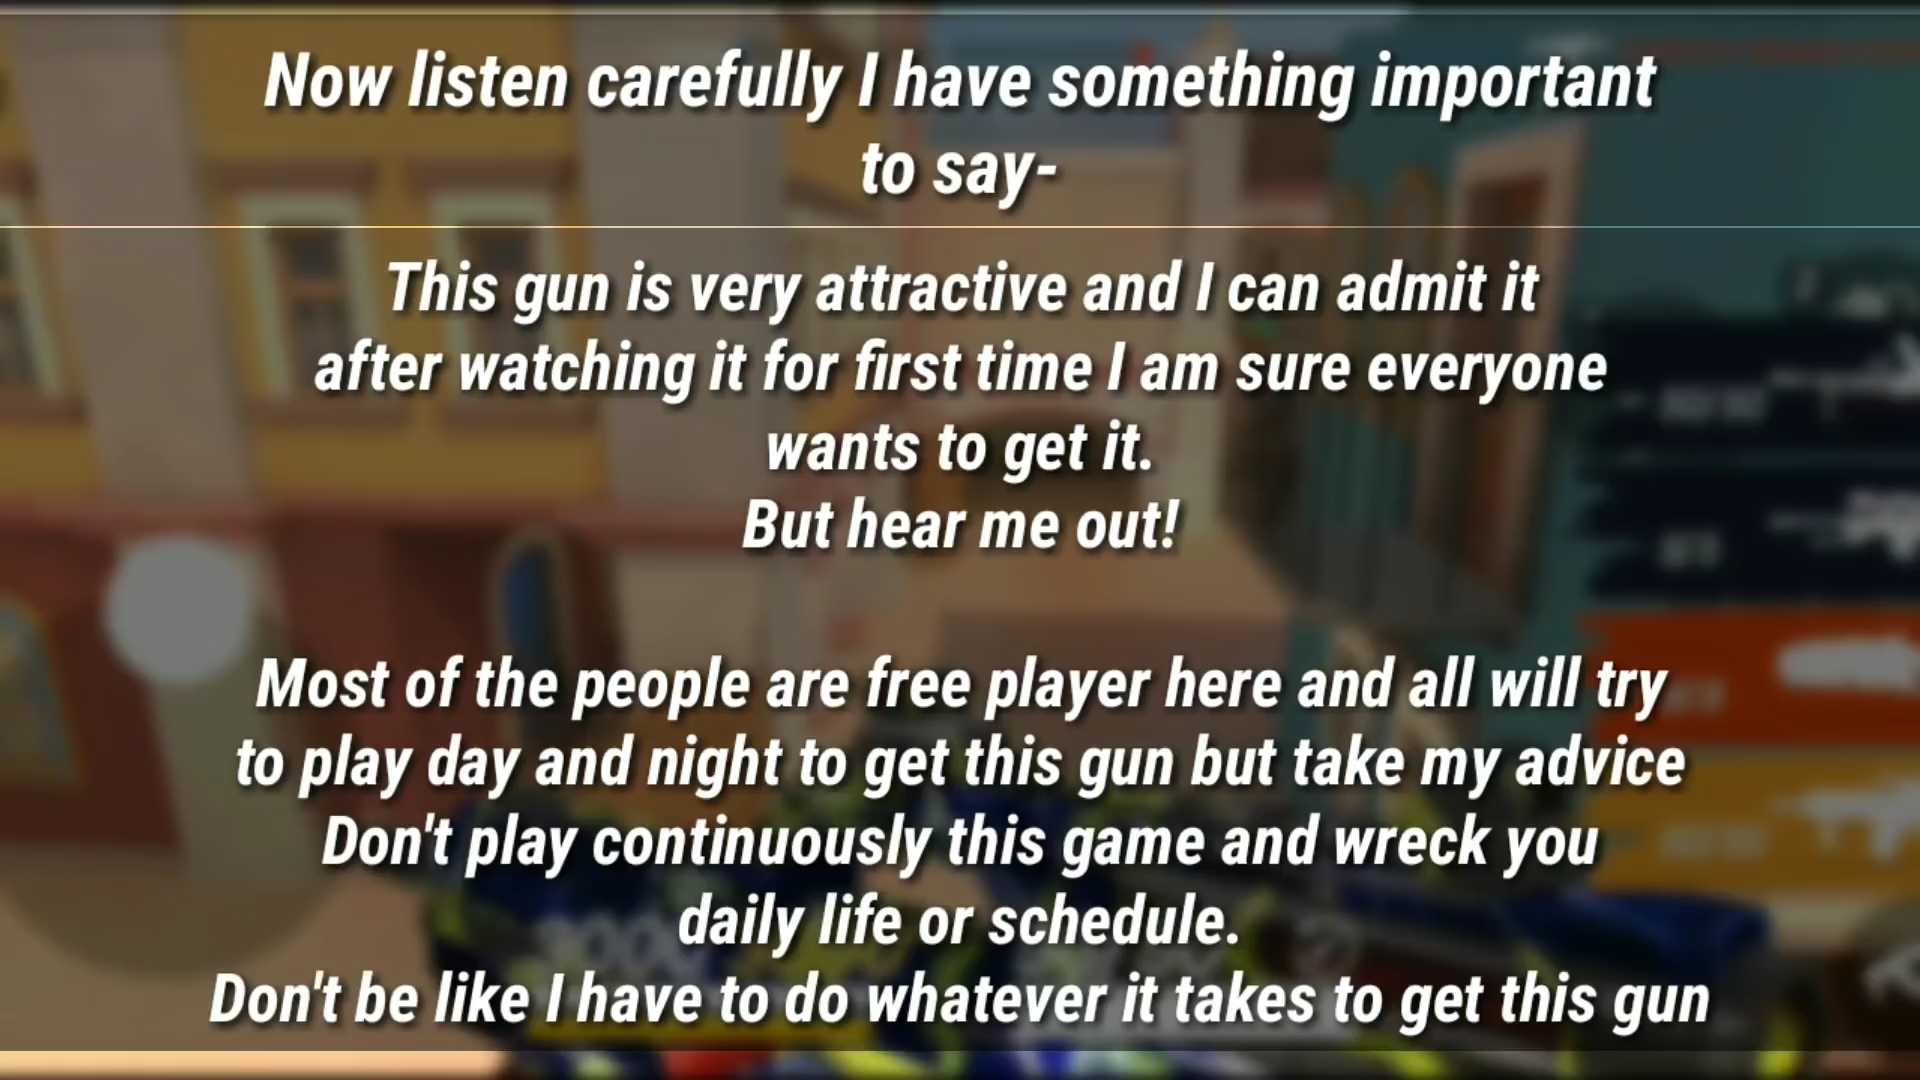 Now listen carefully I have something important
to say-
This gun is very attractive and I can admit it
after watching it for first time I am sure everyone
wants to get it.
But hear me out!
Most of the people are free player here and all will try
to play day and night to get this gun but take my advice
Don't play continuously this game and wreck you
daily life or schedule.
Don't be like I have to do whatever it takes to get this gun